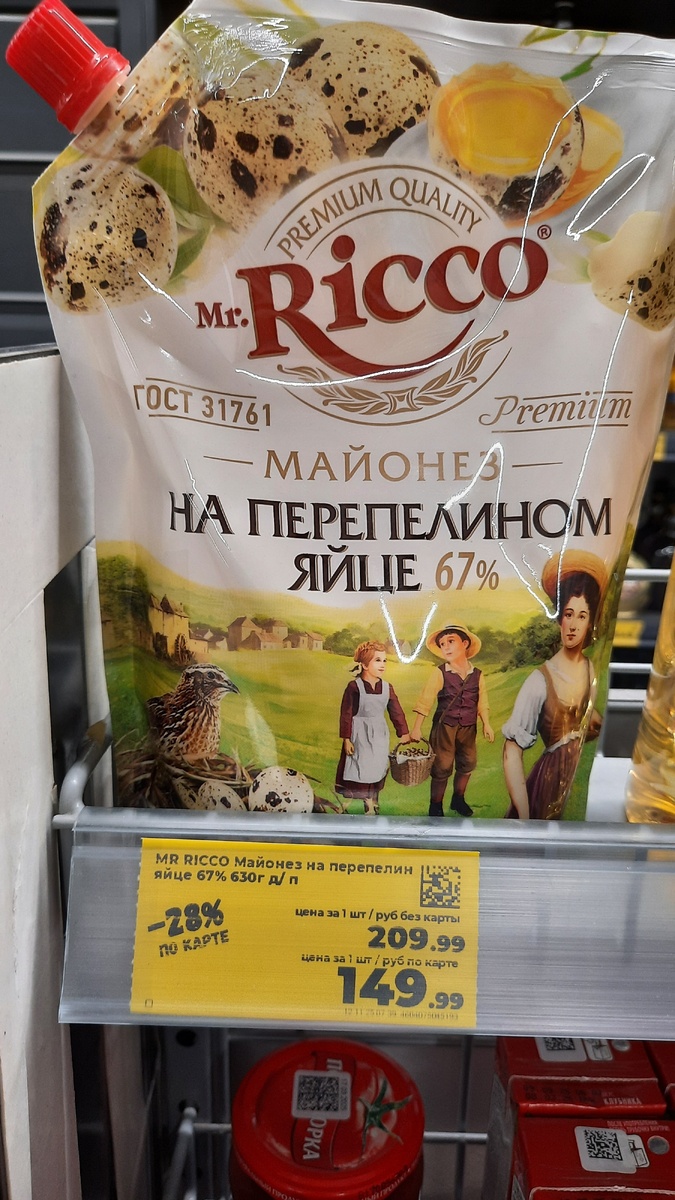 PREMIUM QUALITY
Mr. Ricco®
ГОСТ 31761
Premium
МАЙОНЕЗ
НА ПЕРЕПЕЛИНОМ
ЯЙЦЕ 67%
MR RICCO Майонез на перепелин
яйце 67% 630г д/ п
-28%
ПО КАРТЕ
цена за 1 шт / руб без карты
209.99
цена за 1 шт / руб по карте
149.99
КЛУБНИКА